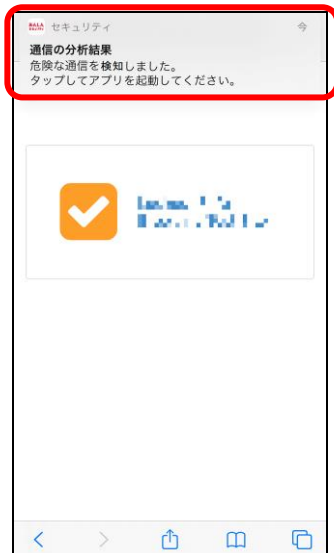 セキュリティ 今
通信の分析結果
危険な通信を検知しました。
タップしてアプリを起動してください。